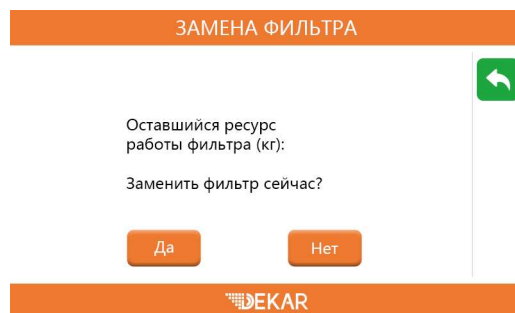 ЗАМЕНА ФИЛЬТРА
Оставшийся ресурс
работы фильтра (кг):
Заменить фильтр сейчас?
Да
Нет
DEKAR